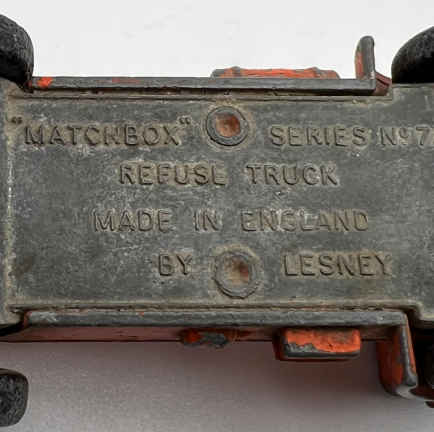 "MATCHBOX" SERIES Nº7
REFUSE TRUCK
MADE IN ENGLAND
BY LESNEY